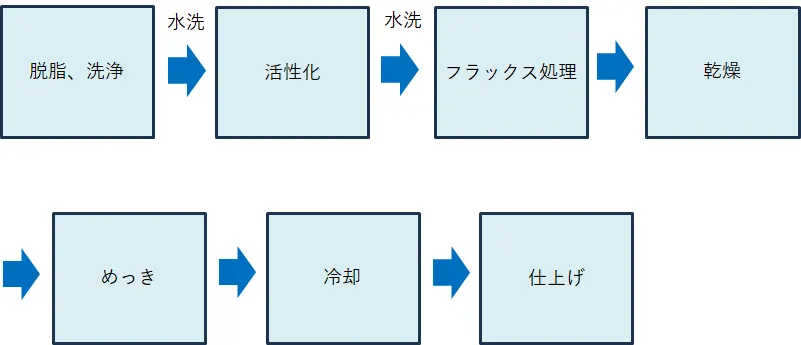 脱脂、洗浄
水洗
活性化
水洗
フラックス処理
乾燥
めっき
冷却
仕上げ